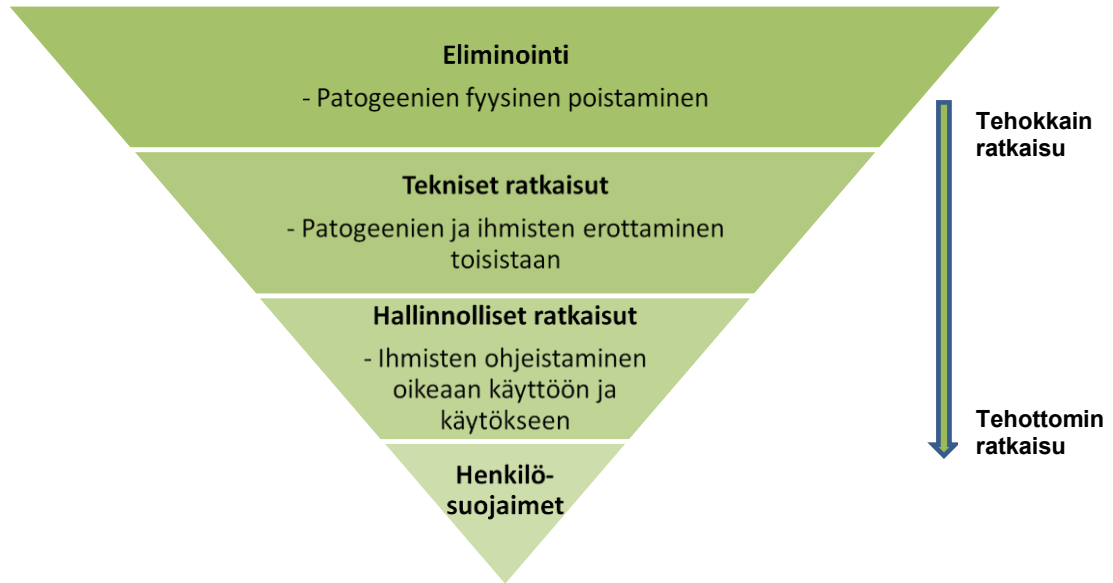 Eliminointi
- Patogeenien fyysinen poistaminen
Tehokkain
ratkaisu
Tekniset ratkaisut
- Patogeenien ja ihmisten erottaminen
toisistaan
Hallinnolliset ratkaisut
- Ihmisten ohjeistaminen
oikeaan käyttöön ja
käytökseen
Tehottomin
ratkaisu
Henkilö-
suojaimet